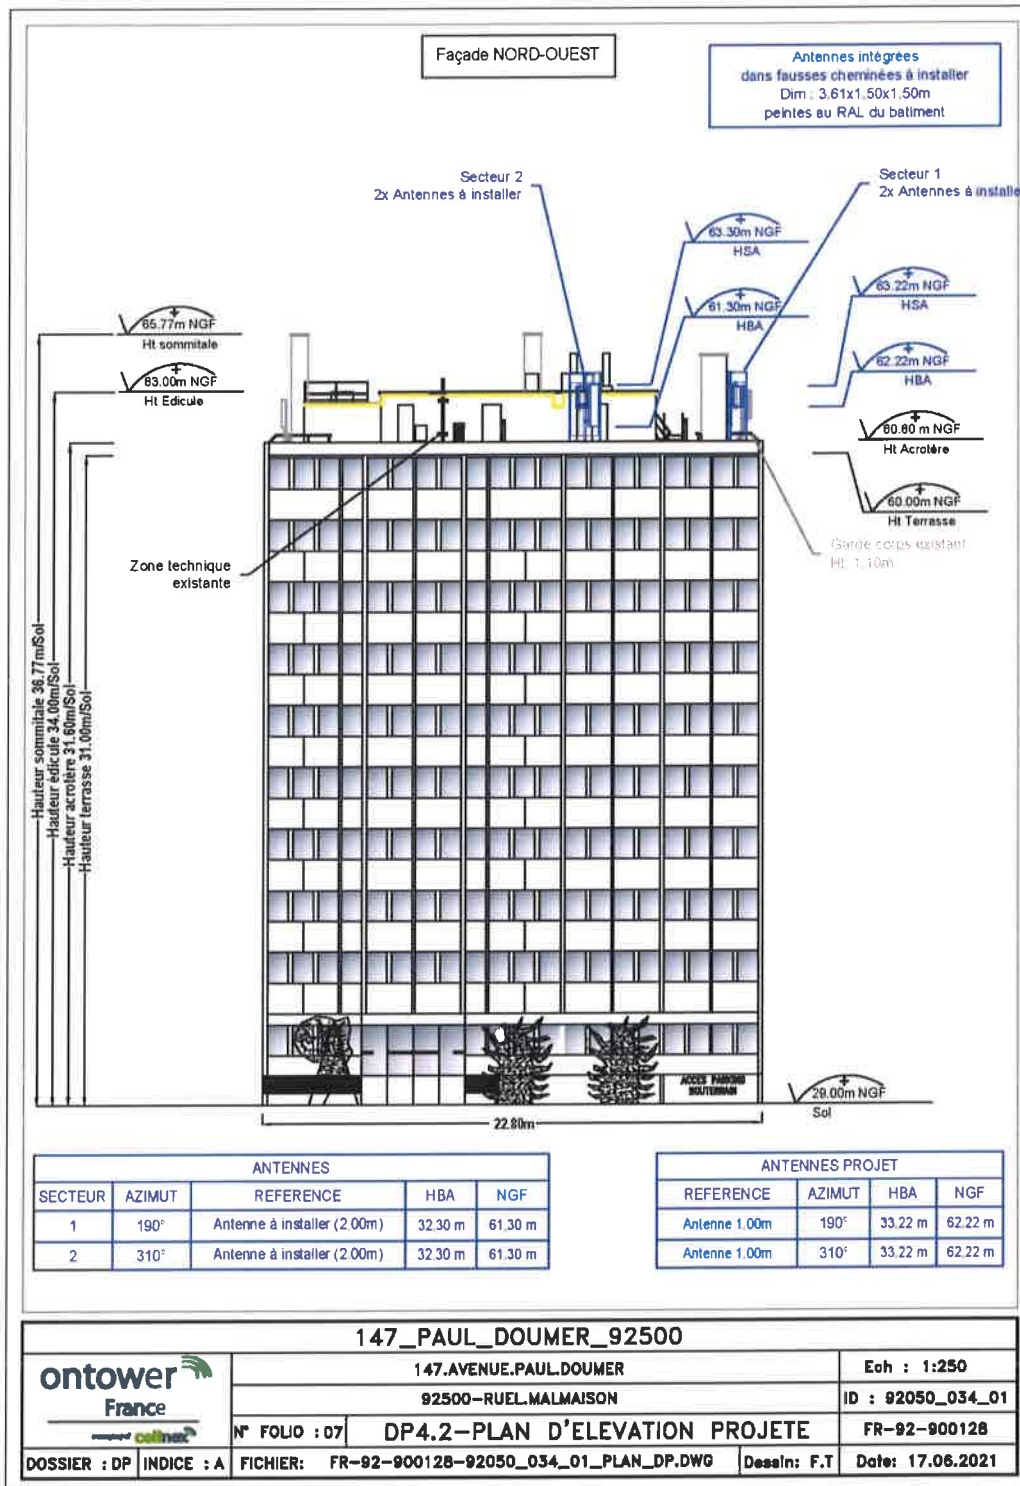 Façade NORD-OUEST
Antennes intégrées
dans fausses cheminées à installer
Dim : 3,61x1,50x1,50m
peintes au RAL du batiment
Secteur 2
2x Antennes à installer
Secteur 1
2x Antennes à installe
63.30m NGF
HSA
61.30m NGF
HBA
63.22m NGF
HSA
62.22m NGF
HBA
65.77m NGF
Ht sommitale
63.00m NGF
Ht Edicule
60.60 m NGF
Ht Acrotère
60.00m NGF
Ht Terrasse
Garde corps existant
Ht: 1,10m
Zone technique
existante
Hauteur sommitale 36.77m/Sol
Hauteur édicule 34.00m/Sol
Hauteur acrotère 31.60m/Sol
Hauteur terrasse 31.00m/Sol
ACCES PARKING
SOUTERRAIN
29.00m NGF
Sol
22.80m
ANTENNES
SECTEUR AZIMUT REFERENCE HBA NGF
1 190° Antenne à installer (2.00m) 32.30 m 61.30 m
2 310° Antenne à installer (2.00m) 32.30 m 61.30 m
ANTENNES PROJET
REFERENCE AZIMUT HBA NGF
Antenne 1.00m 190° 33.22 m 62.22 m
Antenne 1.00m 310° 33.22 m 62.22 m
147_PAUL_DOUMER_92500
ontower
France
cellnex
147.AVENUE.PAUL.DOUMER
Ech : 1:250
92500-RUEL.MALMAISON
ID : 92050_034_01
N° FOLIO : 07
DP4.2-PLAN D'ELEVATION PROJETE
FR-92-900128
DOSSIER : DP
INDICE : A
FICHIER: FR-92-900128-92050_034_01_PLAN_DP.DWG
Dessin: F.T
Date: 17.06.2021